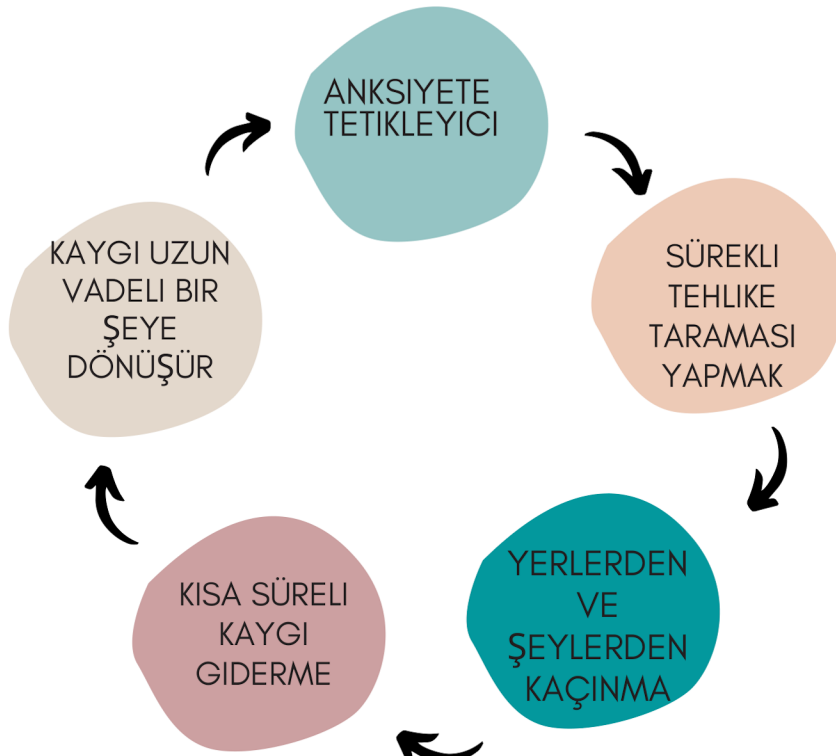 ANKSIYETE
TETIKLEYICI
SÜREKLI
TEHLIKE
TARAMASI
YAPMAK
YERLERDEN
VE
ŞEYLERDEN
KAÇINMA
KISA SÜRELI
KAYGI
GIDERME
KAYGI UZUN
VADELI BIR
ŞEYE
DÖNÜŞÜR